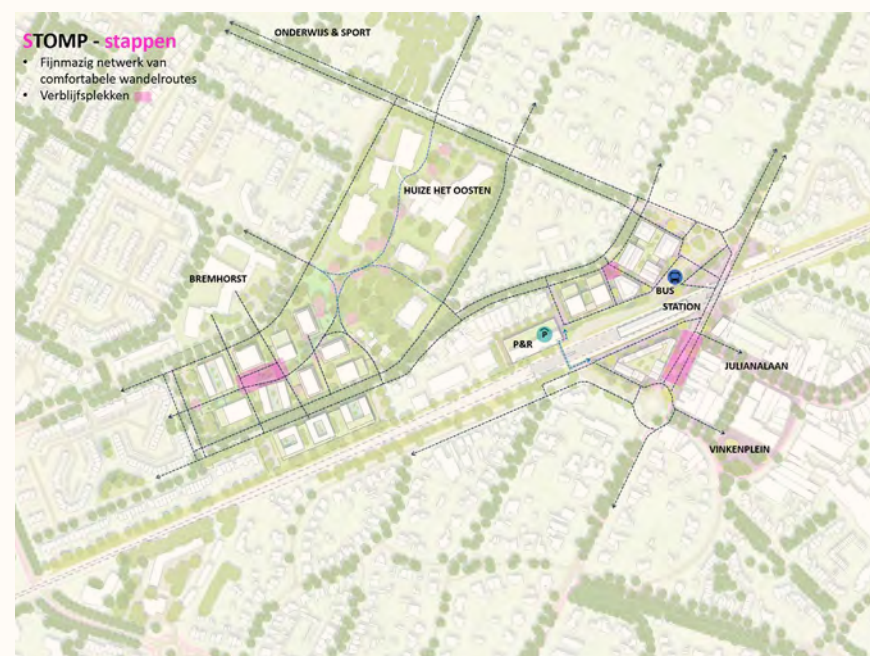 STOMP - stappen
• Fijnmazig netwerk van
comfortabele wandelroutes
• Verblijfsplekken
ONDERWIJS & SPORT
HUIZE HET OOSTEN
BREMHORST
BUS
STATION
P&R
P
JULIANALAAN
VINKENPLEIN